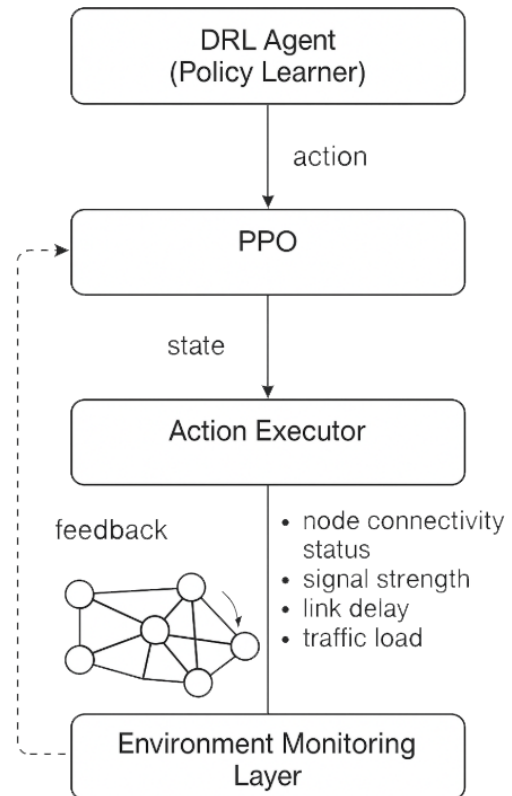 DRL Agent
(Policy Learner)
action
PPO
state
Action Executor
feedback
• node connectivity
status
• signal strength
• link delay
• traffic load
Environment Monitoring
Layer